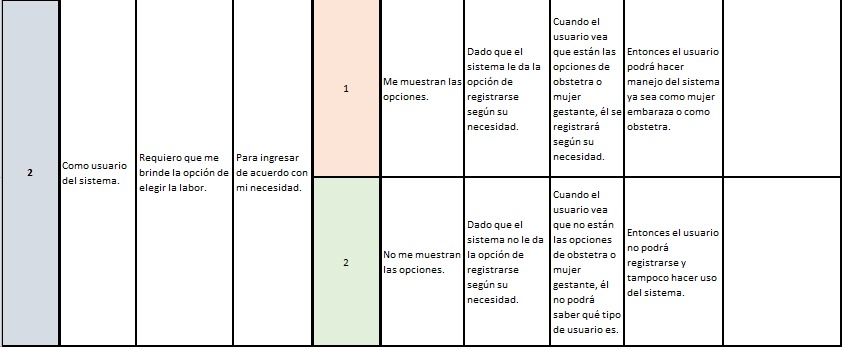 2
Como usuario
del sistema.
Requiero que me
brinde la opción de
elegir la labor.
Para ingresar
de acuerdo con
mi necesidad.
1
Me muestran las
opciones.
Dado que el
sistema le da la
opción de
registrarse
según su
necesidad.
Cuando el
usuario vea
que están las
opciones de
obstetra o
mujer
gestante, él se
registrará
según su
necesidad.
Entonces el usuario
podrá hacer
manejo del sistema
ya sea como mujer
embaraza o como
obstetra.
2
No me muestran
las opciones.
Dado que el
sistema no le da
la opción de
registrarse
según su
necesidad.
Cuando el
usuario vea
que no están
las opciones
de obstetra o
mujer
gestante, él
no podrá
saber qué tipo
de usuario es.
Entonces el usuario
no podrá
registrarse y
tampoco hacer uso
del sistema.